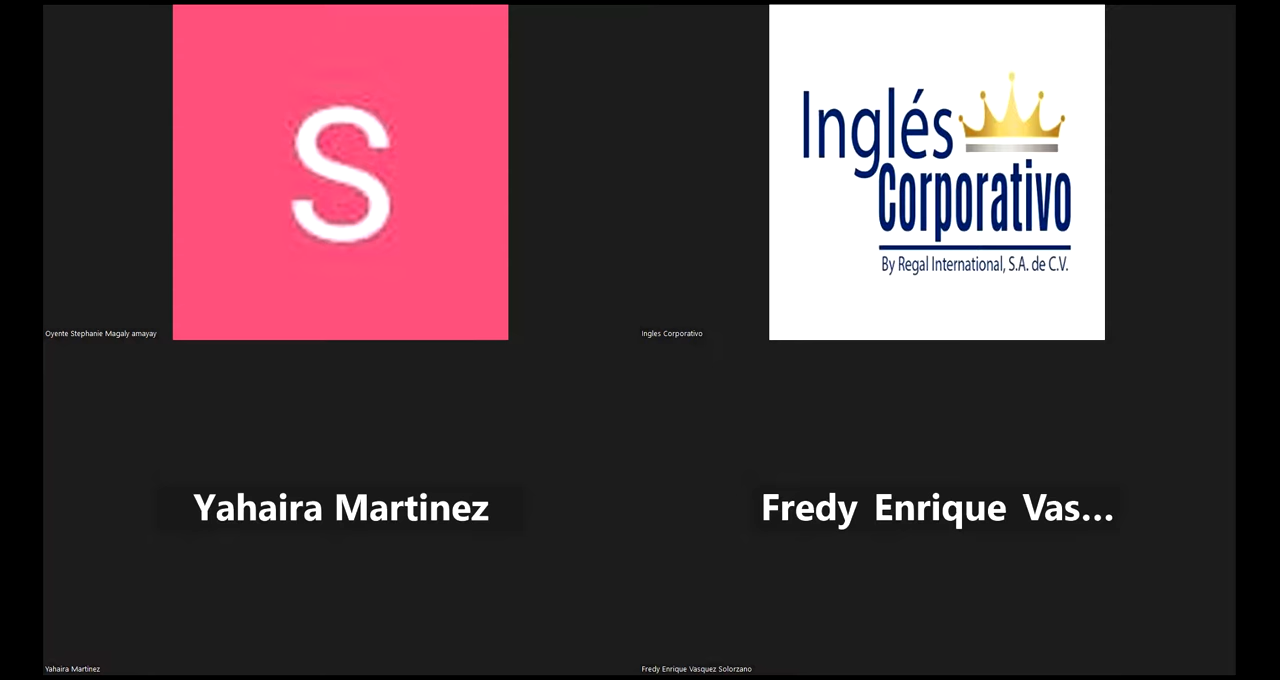 S
Inglés
Corporativo
By Regal International, S.A. de C.V.
Oyente Stephanie Magaly amayay
Ingles Corporativo
Yahaira Martinez
Fredy Enrique Vas...
Yahaira Martinez
Fredy Enrique Vasquez Solorzano